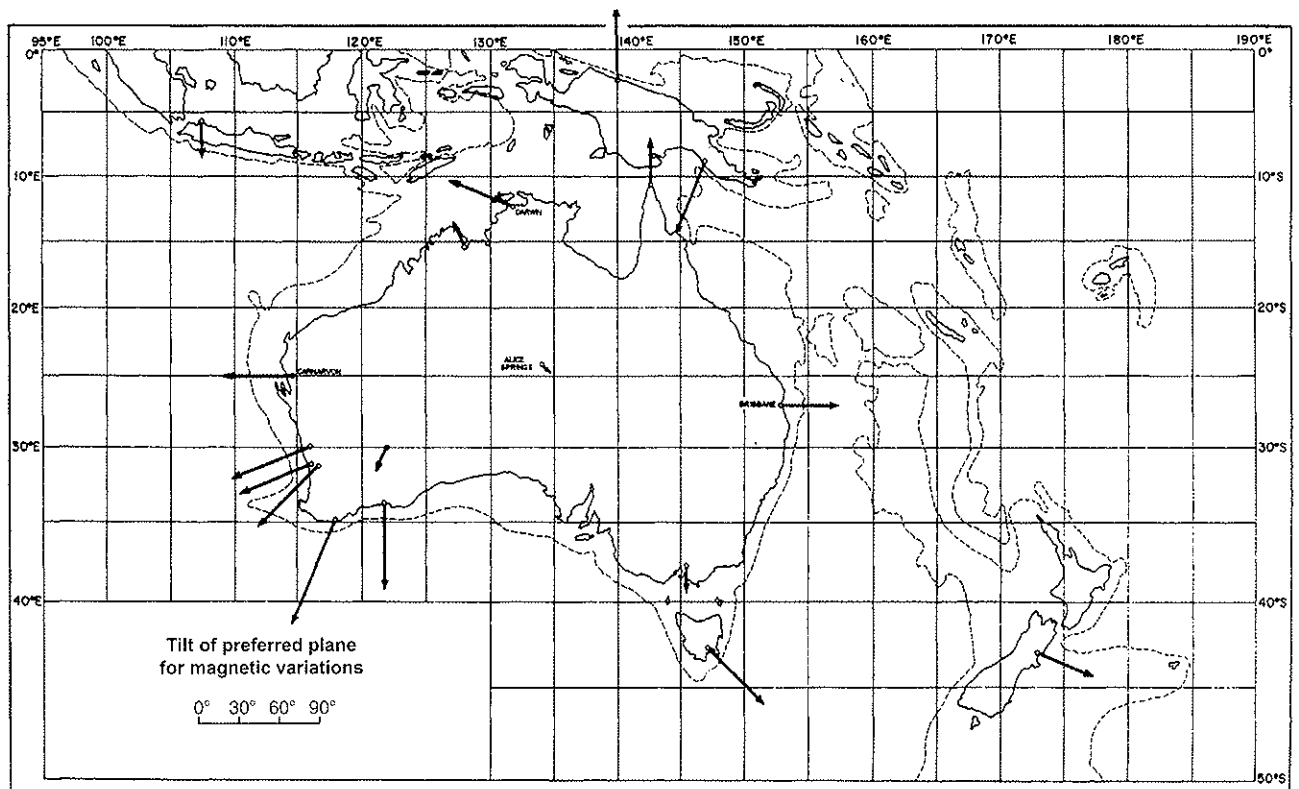 95°E 100°E 110°E 120°E 130°E 140°E 150°E 160°E 170°E 180°E 190°E
0° 0°
10°E 10°S
DARWIN
20°E 20°S
ALICE
SPRINGS
CARNARVON
BRISBANE
30°E 30°S
40°E 40°S
Tilt of preferred plane
for magnetic variations
0° 30° 60° 90°
50°S